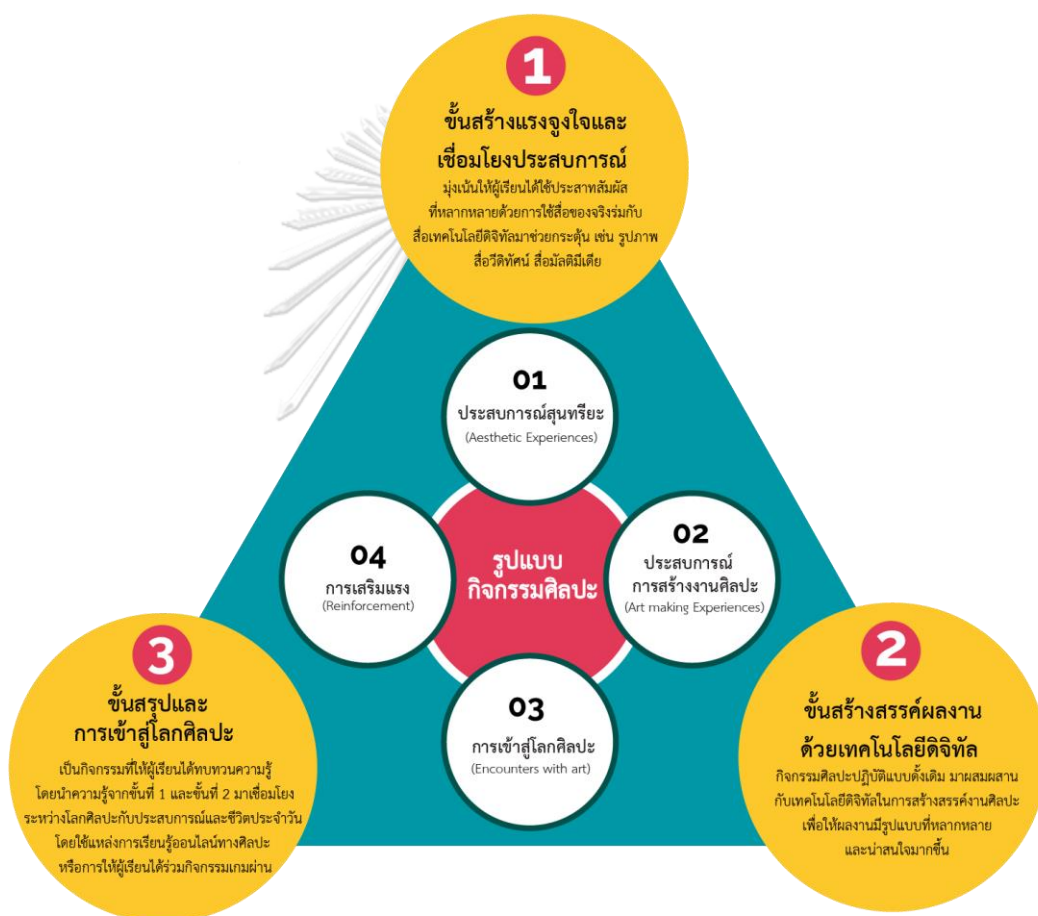 1
ขั้นสร้างแรงจูงใจและ
เชื่อมโยงประสบการณ์
มุ่งเน้นให้ผู้เรียนได้ใช้ประสาทสัมผัส
ที่หลากหลายด้วยการใช้สื่อของจริงร่มกับ
สื่อเทคโนโลยีดิจิทัลมาช่วยกระตุ้น เช่น รูปภาพ
สื่อวีดิทัศน์ สื่อมัลติมีเดีย
01
ประสบการณ์สุนทรียะ
(Aesthetic Experiences)
02
ประสบการณ์
การสร้างงานศิลปะ
(Art making Experiences)
04
การเสริมแรง
(Reinforcement)
รูปแบบ
กิจกรรมศิลปะ
03
การเข้าสู่โลกศิลปะ
(Encounters with art)
2
ขั้นสร้างสรรค์ผลงาน
ด้วยเทคโนโลยีดิจิทัล
กิจกรรมศิลปะปฏิบัติแบบดั้งเดิม มาผสมผสาน
กับเทคโนโลยีดิจิทัลในการสร้างสรรค์งานศิลปะ
เพื่อให้ผลงานมีรูปแบบที่หลากหลาย
และน่าสนใจมากขึ้น
3
ขั้นสรุปและ
การเข้าสู่โลกศิลปะ
เป็นกิจกรรมที่ให้ผู้เรียนได้ทบทวนความรู้
โดยนำความรู้จากขั้นที่ 1 และขั้นที่ 2 มาเชื่อมโยง
ระหว่างโลกศิลปะกับประสบการณ์และชีวิตประจำวัน
โดยใช้แหล่งการเรียนรู้ออนไลน์ทางศิลปะ
หรือการให้ผู้เรียนได้ร่วมกิจกรรมเกมผ่าน